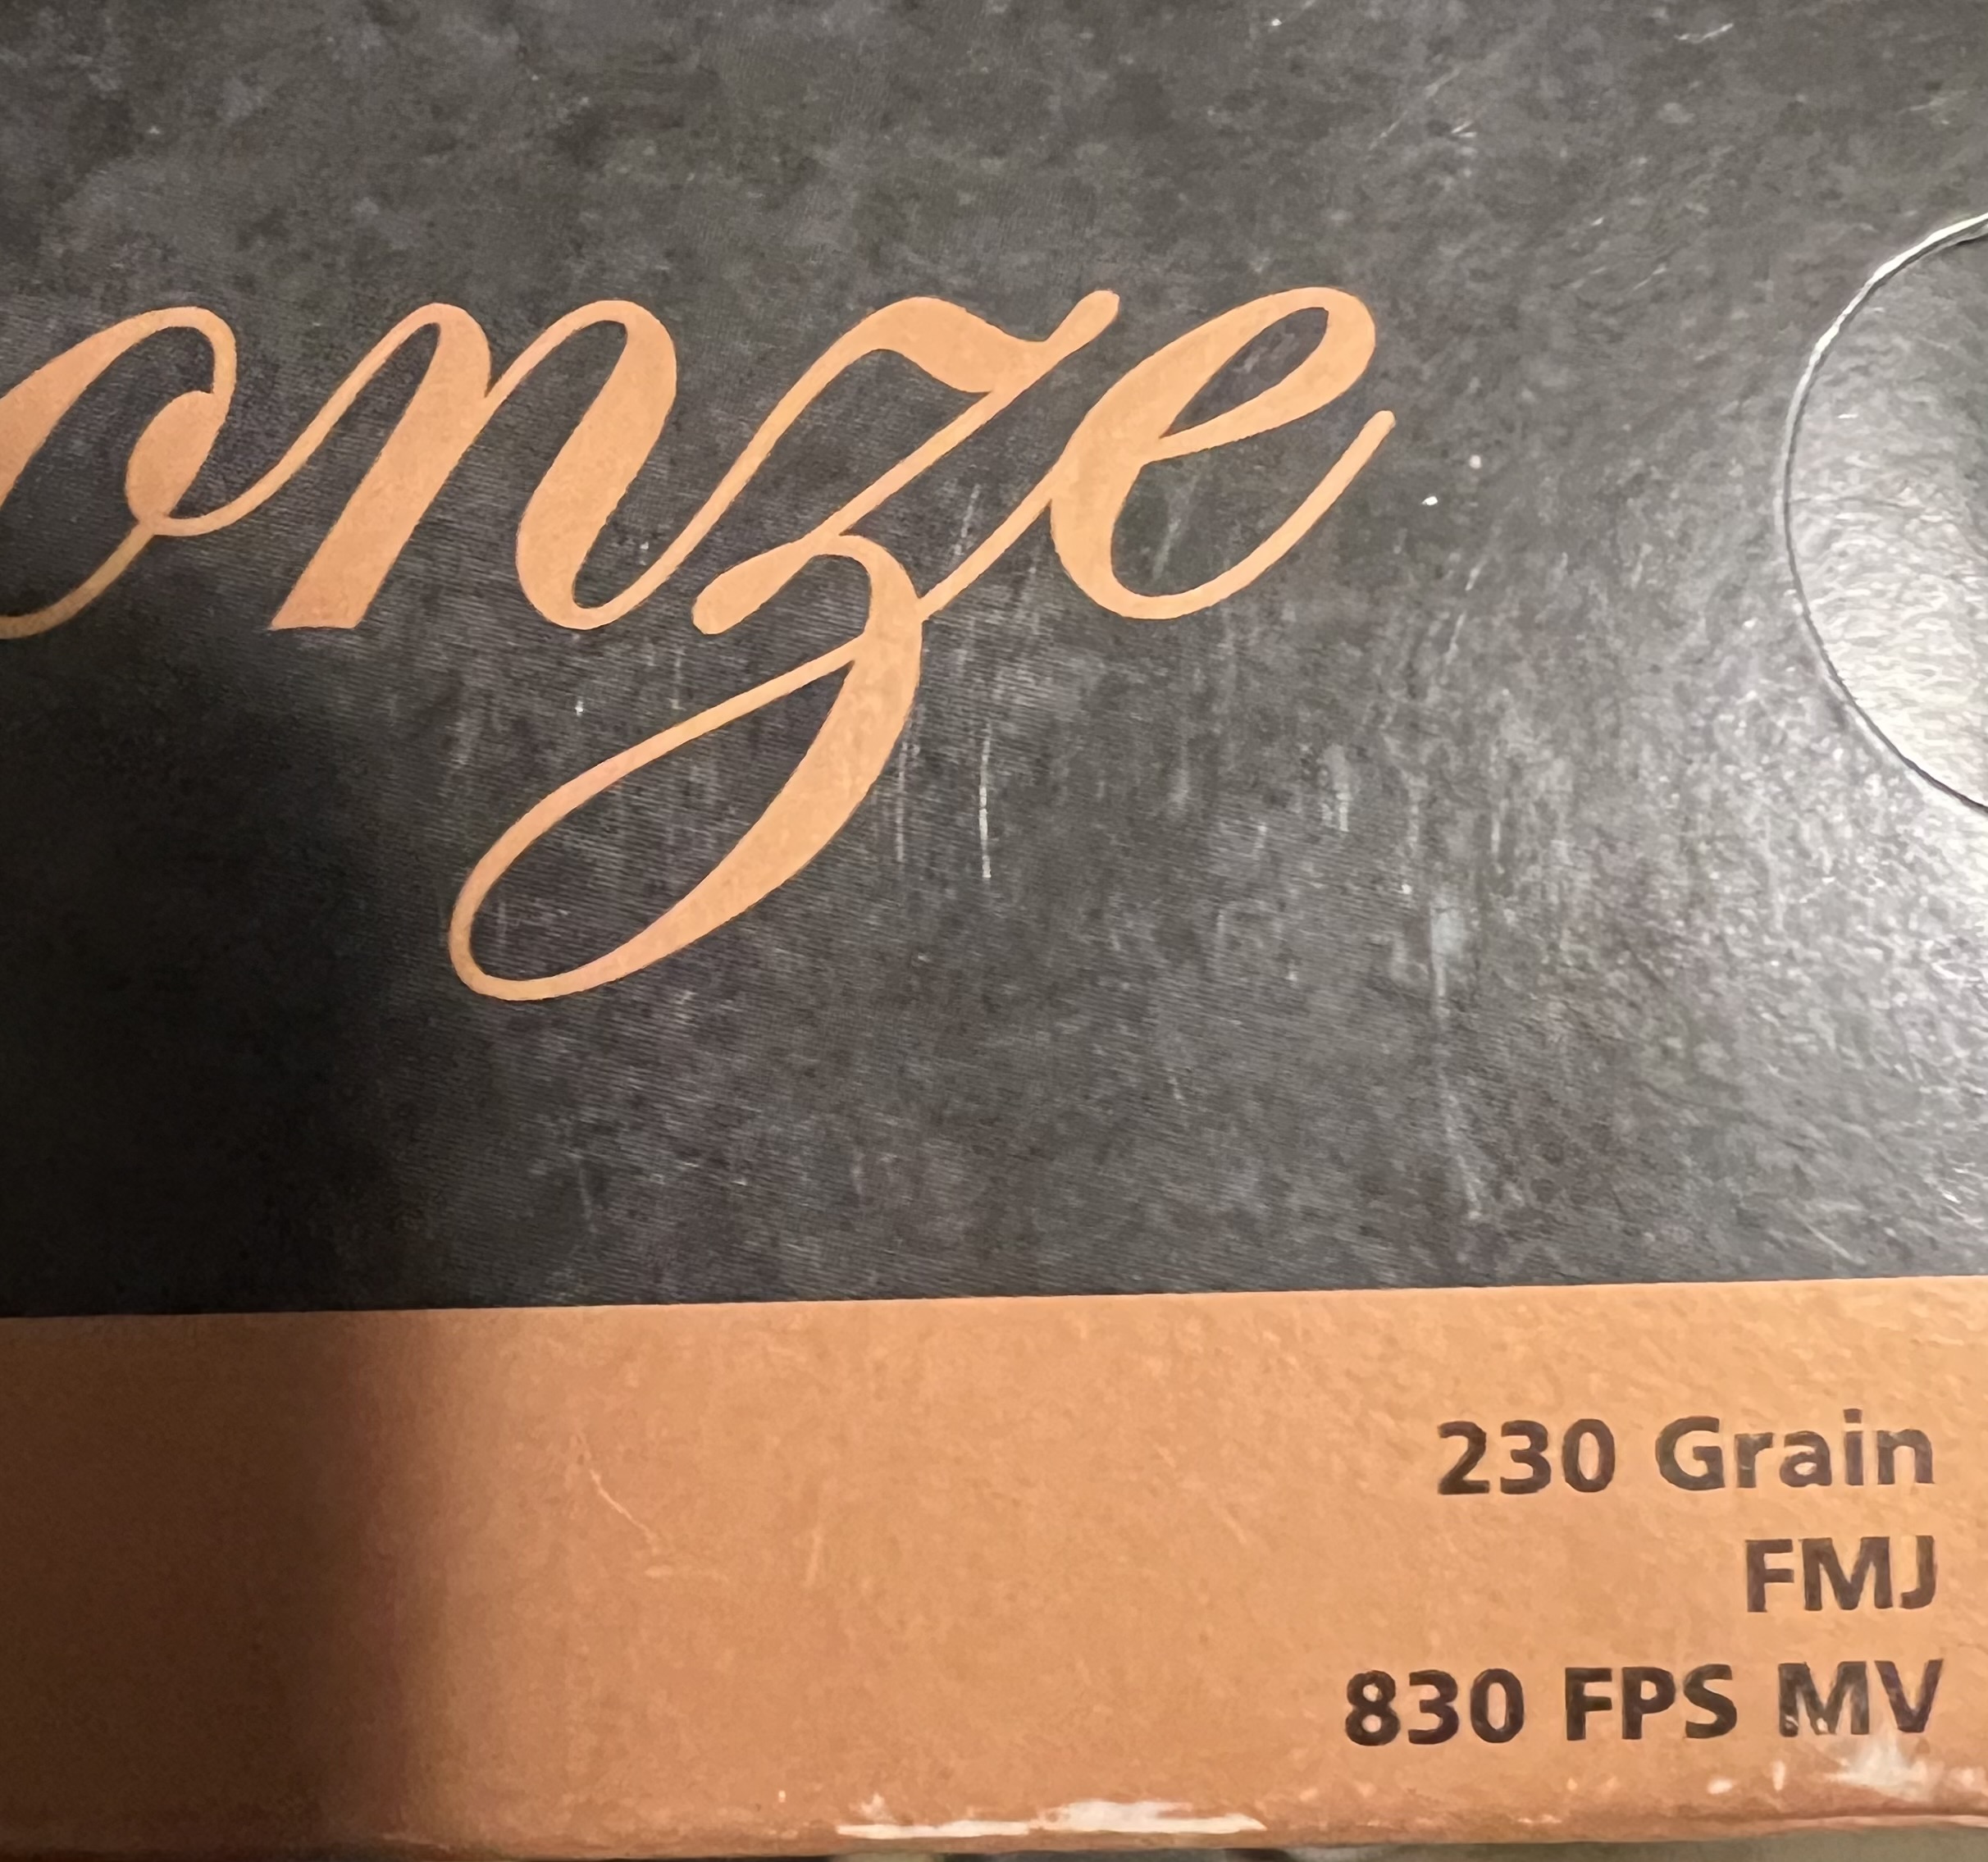 onze
230 Grain
FMJ
830 FPS MV